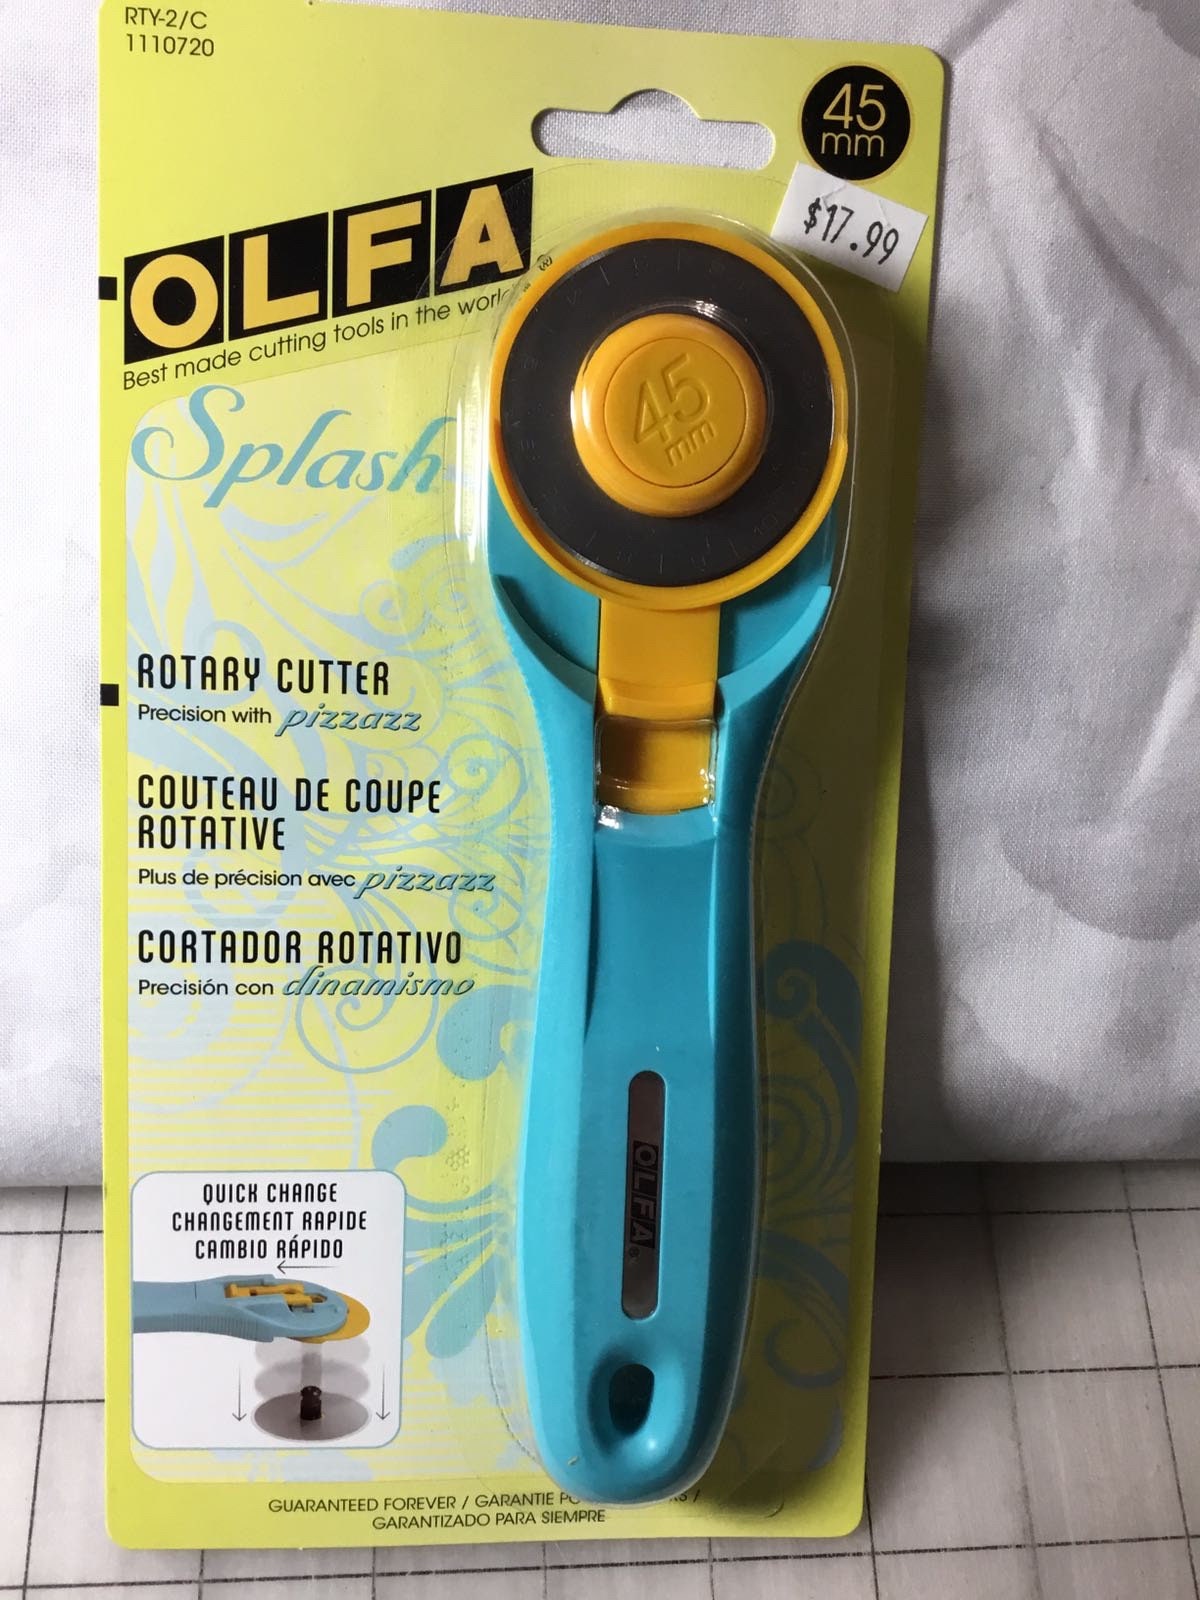 RTY-2/C
1110720
45
mm
$17.99
OLFA®
Best made cutting tools in the world
Splash
45
mm
ROTARY CUTTER
Precision with pizzazz
COUTEAU DE COUPE
ROTATIVE
Plus de précision avec pizzazz
CORTADOR ROTATIVO
Precisión con dinamismo
OLFA®
QUICK CHANGE
CHANGEMENT RAPIDE
CAMBIO RÁPIDO
GUARANTEED FOREVER / GARANTIE /
GARANTIZADO PARA SIEMPRE